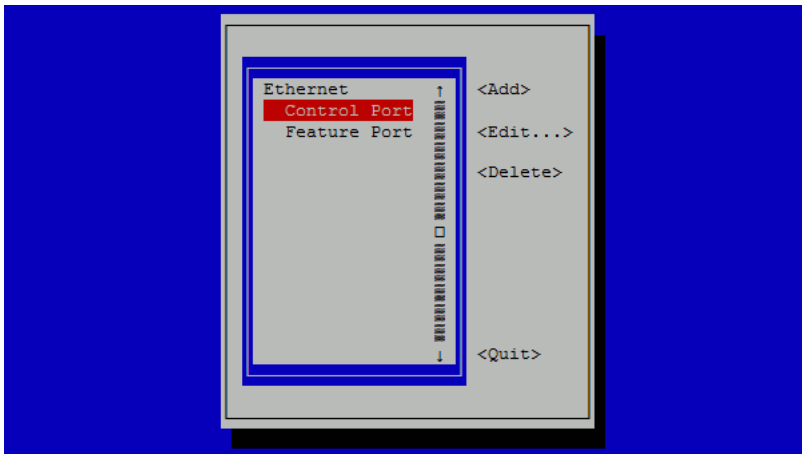 Ethernet
Control Port
Feature Port
<Add>
<Edit...>
<Delete>
<Quit>